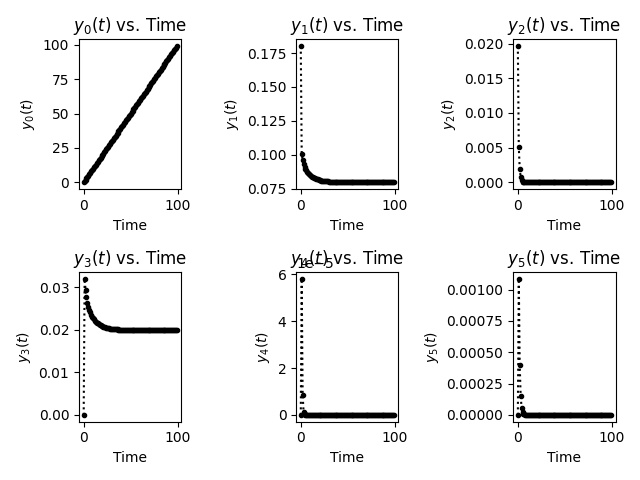 y₀(t) vs. Time
y₁(t) vs. Time
y₂(t) vs. Time
100
75
50
25
0
y₀(t)
0
100
Time
0.175
0.150
0.125
0.100
0.075
y₁(t)
0
100
Time
0.020
0.015
0.010
0.005
0.000
y₂(t)
0
100
Time
y₃(t) vs. Time
y₄(t) vs. Time
y₅(t) vs. Time
0.03
0.02
0.01
0.00
y₃(t)
0
100
Time
1e−5
6
4
2
0
y₄(t)
0
100
Time
0.00100
0.00075
0.00050
0.00025
0.00000
y₅(t)
0
100
Time